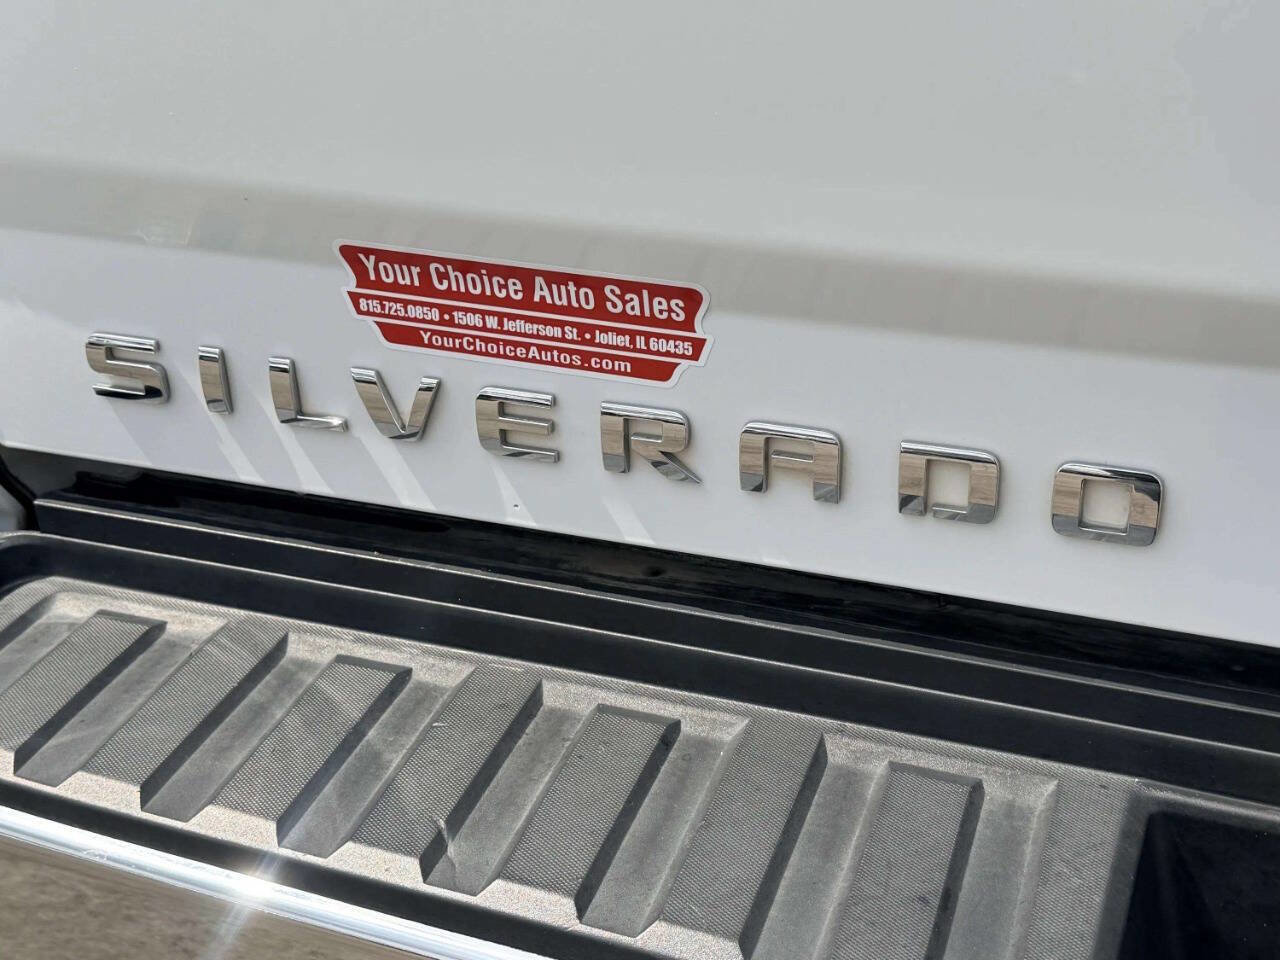 Your Choice Auto Sales
815.725.0850 • 1506 W. Jefferson St. • Joliet, IL 60435
YourChoiceAutos.com
SILVERADO